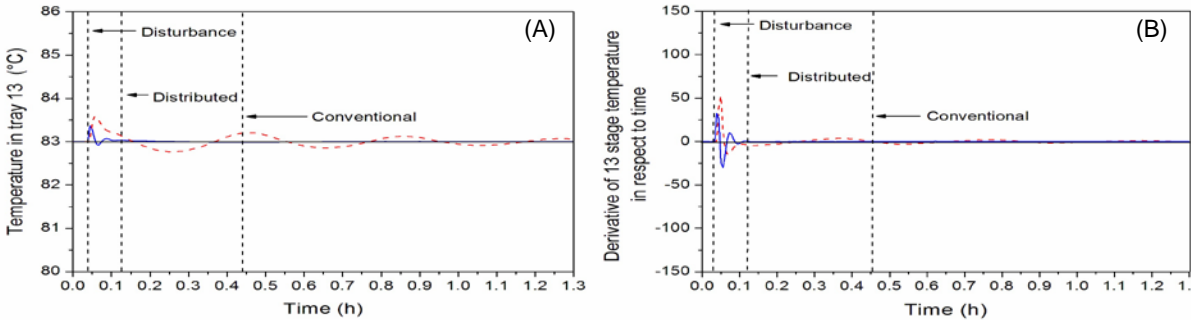 (A)
Temperature in tray 13 (°C)
86
85
84
83
82
81
80
Disturbance
Distributed
Conventional
0.0 0.1 0.2 0.3 0.4 0.5 0.6 0.7 0.8 0.9 1.0 1.1 1.2 1.3
Time (h)
(B)
Derivative of 13 stage temperature
in respect to time
150
100
50
0
-50
-100
-150
Disturbance
Distributed
Conventional
0.0 0.1 0.2 0.3 0.4 0.5 0.6 0.7 0.8 0.9 1.0 1.1 1.2 1.
Time (h)